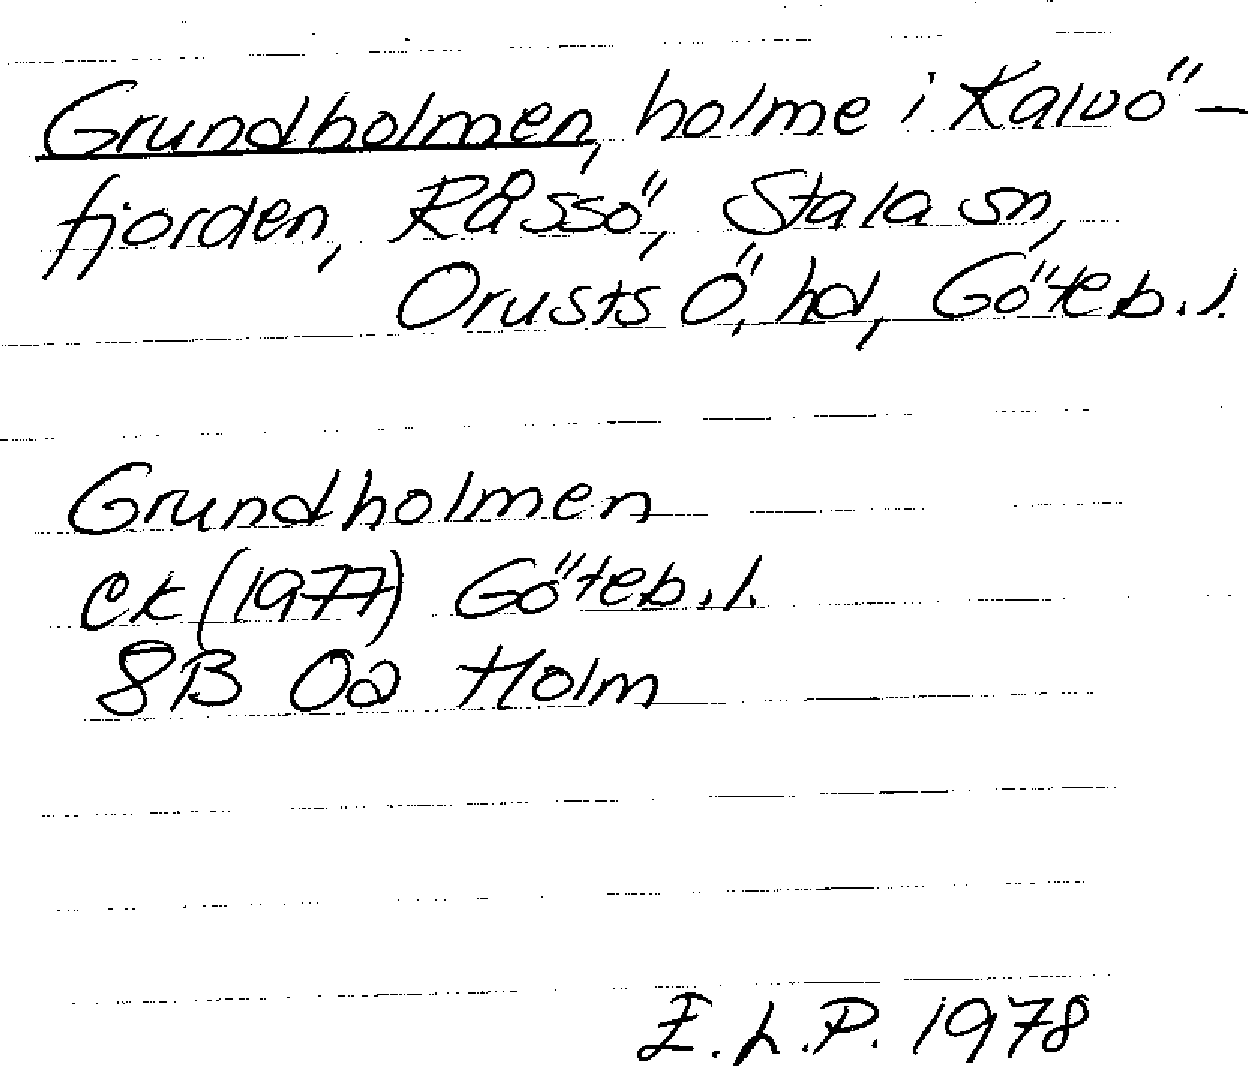 Grundholmen, holme i Kalvö-
fjorden, Råssö, Stala sn,
Orusts Ö. hd, Göteb. l.
Grundholmen
ek (1977) Göteb. l.
8B 0a Holm
E.L.P. 1978